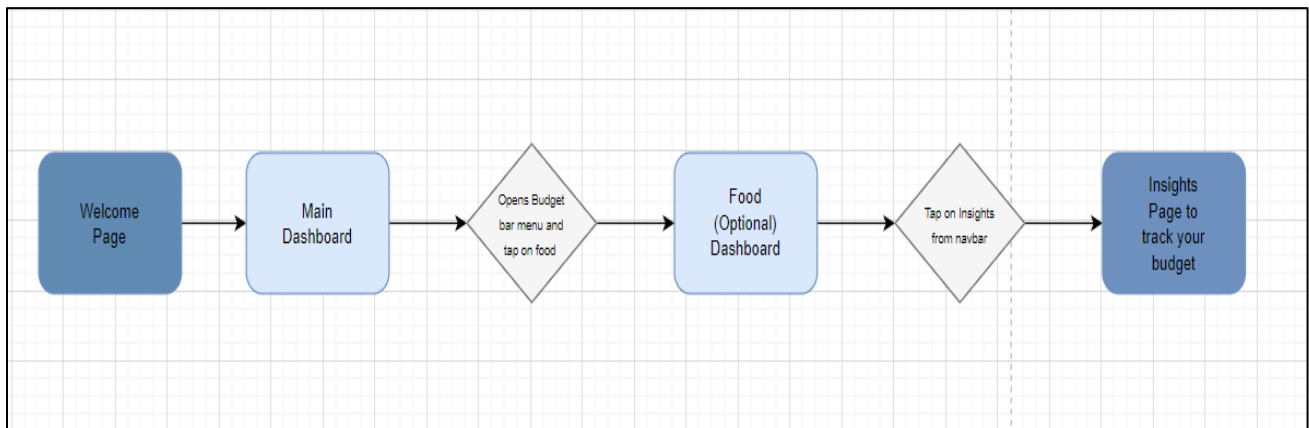 Welcome
Page
Main
Dashboard
Opens Budget
bar menu and
tap on food
Food
(Optional)
Dashboard
Tap on Insights
from navbar
Insights
Page to
track your
budget